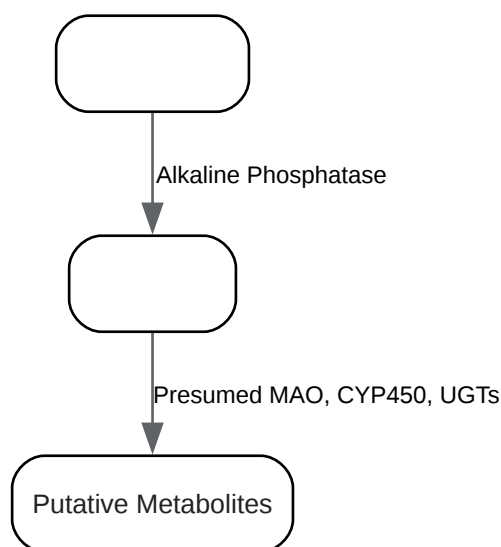 Alkaline Phosphatase
Presumed MAO, CYP450, UGTs
Putative Metabolites